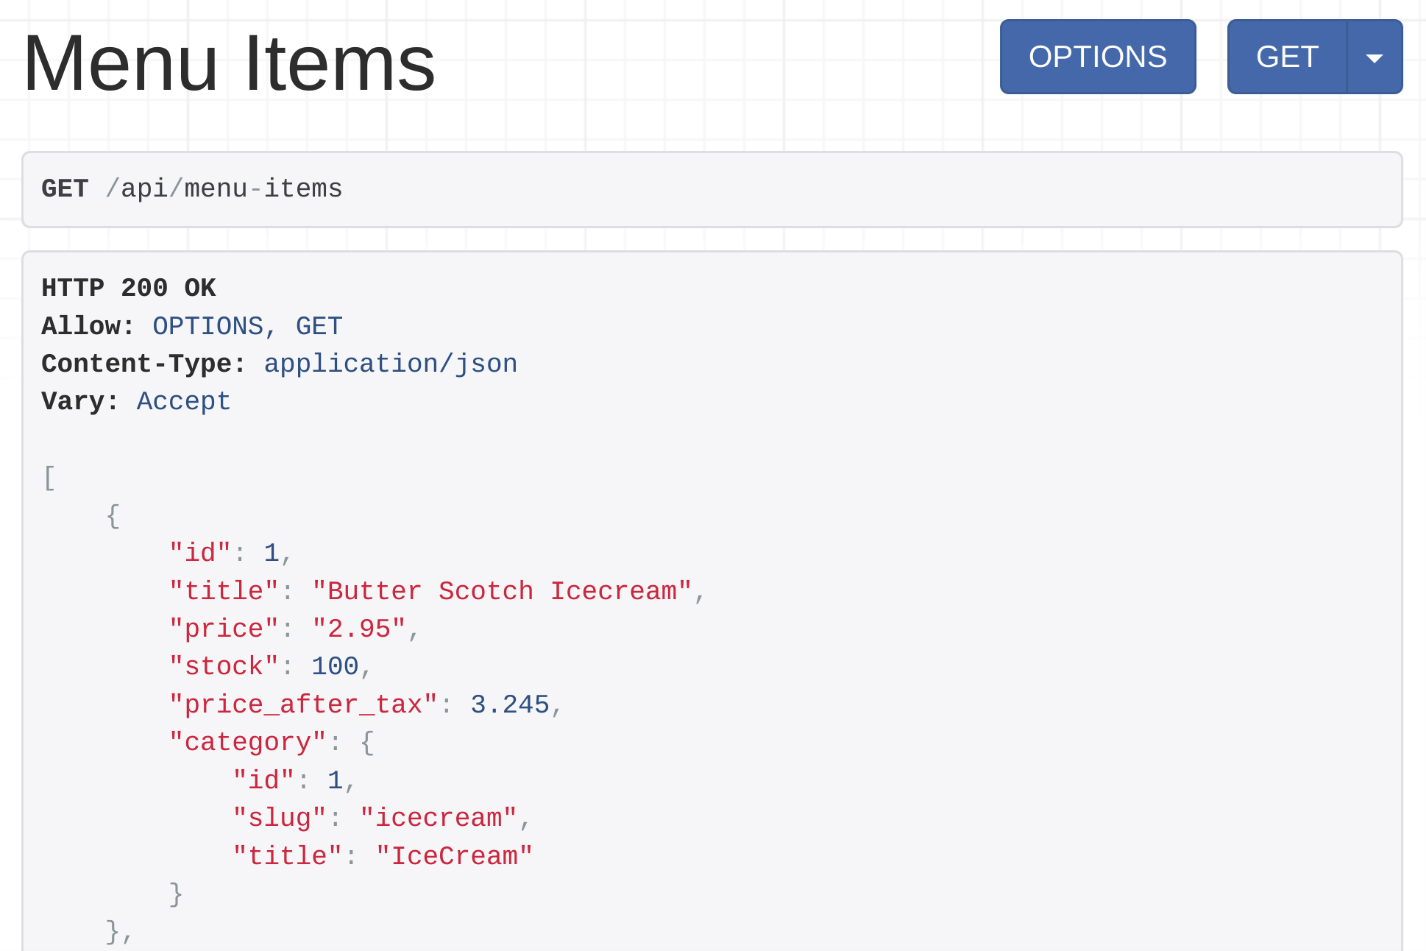 Menu Items
OPTIONS GET
GET /api/menu-items
HTTP 200 OK
Allow: OPTIONS, GET
Content-Type: application/json
Vary: Accept
[
    {
        "id": 1,
        "title": "Butter Scotch Icecream",
        "price": "2.95",
        "stock": 100,
        "price_after_tax": 3.245,
        "category": {
            "id": 1,
            "slug": "icecream",
            "title": "IceCream"
        }
    },